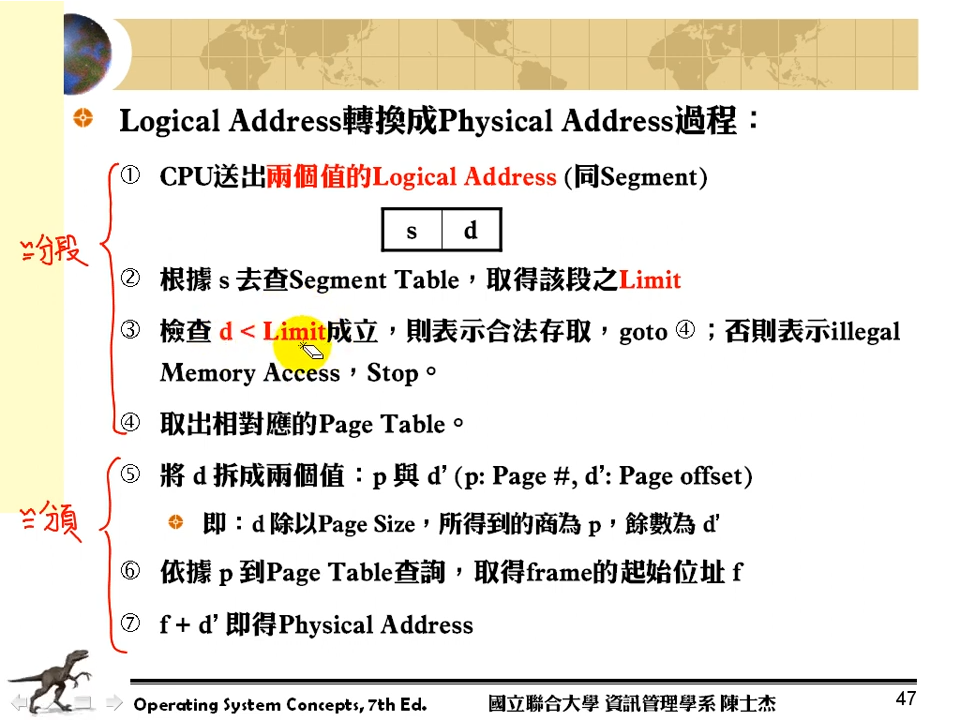 Logical Address轉換成Physical Address過程：
① CPU送出兩個值的Logical Address (同Segment)
s d
≒分段
② 根據 s 去查Segment Table，取得該段之Limit
③ 檢查 d < Limit成立，則表示合法存取，goto ④；否則表示illegal
Memory Access，Stop。
④ 取出相對應的Page Table。
⑤ 將 d 拆成兩個值：p 與 d’ (p: Page #, d’: Page offset)
≒分頁
即：d 除以Page Size，所得到的商為 p，餘數為 d’
⑥ 依據 p 到Page Table查詢，取得frame的起始位址 f
⑦ f + d’ 即得Physical Address
Operating System Concepts, 7th Ed. 國立聯合大學 資訊管理學系 陳士杰 47